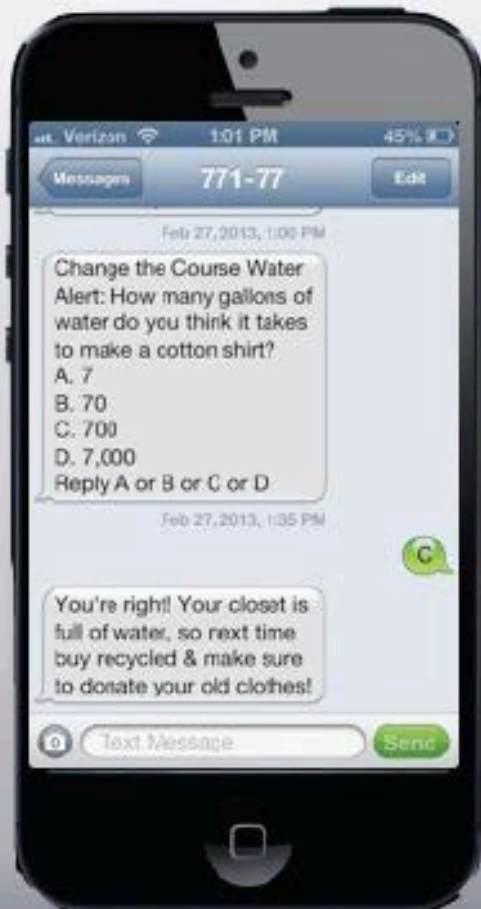 Verizon 1:01 PM 45%
Messages 771-77 Edit
Feb 27, 2013, 1:00 PM
Change the Course Water
Alert: How many gallons of
water do you think it takes
to make a cotton shirt?
A. 7
B. 70
C. 700
D. 7,000
Reply A or B or C or D
Feb 27, 2013, 1:35 PM
C
You're right! Your closet is
full of water, so next time
buy recycled & make sure
to donate your old clothes!
Text Message Send